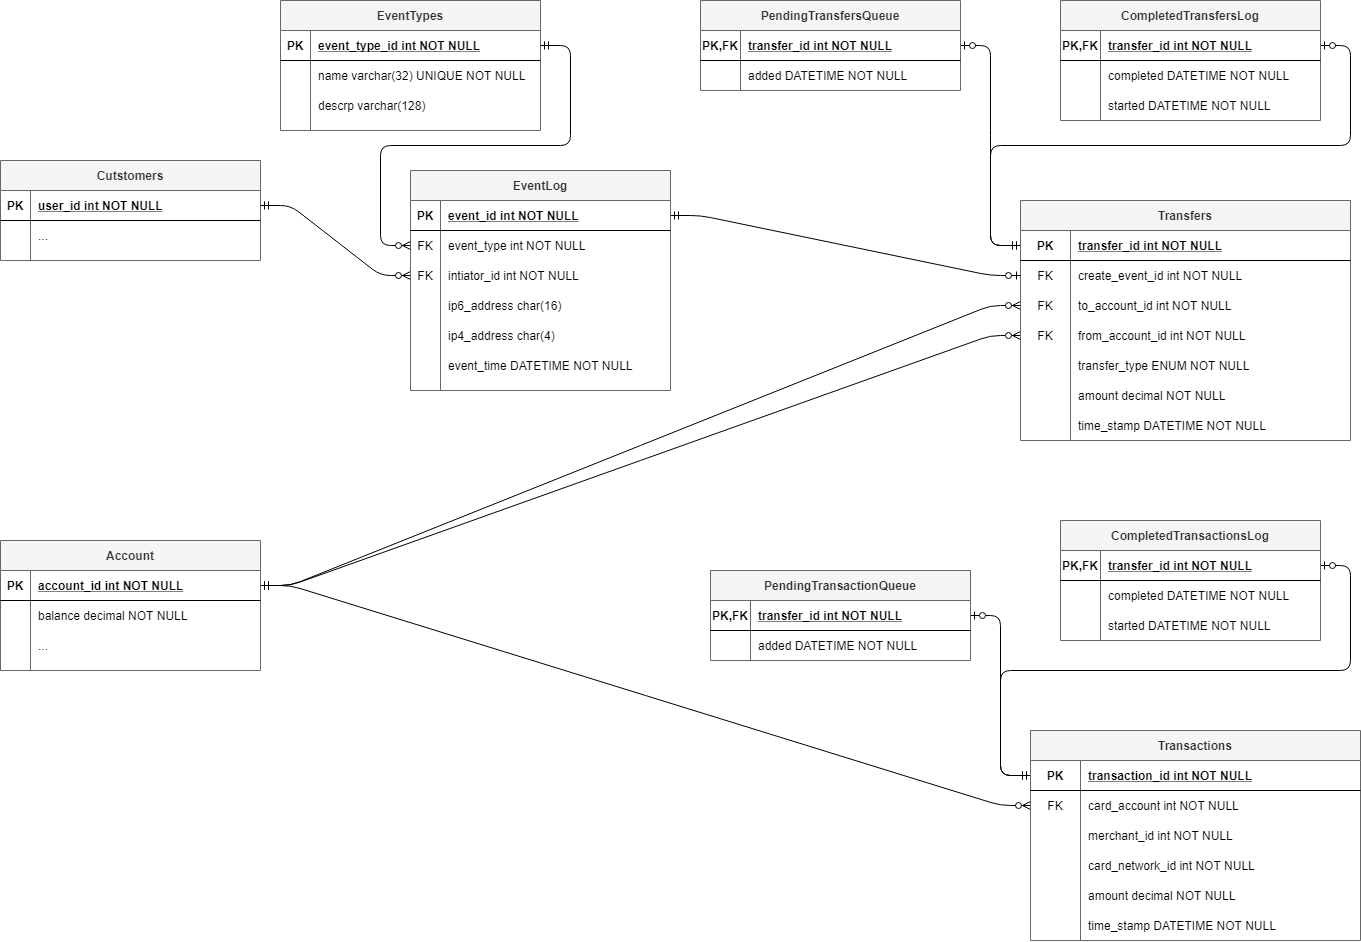 EventTypes
PK event_type_id int NOT NULL
name varchar(32) UNIQUE NOT NULL
descrp varchar(128)
PendingTransfersQueue
PK,FK transfer_id int NOT NULL
added DATETIME NOT NULL
CompletedTransfersLog
PK,FK transfer_id int NOT NULL
completed DATETIME NOT NULL
started DATETIME NOT NULL
Cutstomers
PK user_id int NOT NULL
...
EventLog
PK event_id int NOT NULL
FK event_type int NOT NULL
FK intiator_id int NOT NULL
ip6_address char(16)
ip4_address char(4)
event_time DATETIME NOT NULL
Transfers
PK transfer_id int NOT NULL
FK create_event_id int NOT NULL
FK to_account_id int NOT NULL
FK from_account_id int NOT NULL
transfer_type ENUM NOT NULL
amount decimal NOT NULL
time_stamp DATETIME NOT NULL
Account
PK account_id int NOT NULL
balance decimal NOT NULL
...
PendingTransactionQueue
PK,FK transfer_id int NOT NULL
added DATETIME NOT NULL
CompletedTransactionsLog
PK,FK transfer_id int NOT NULL
completed DATETIME NOT NULL
started DATETIME NOT NULL
Transactions
PK transaction_id int NOT NULL
FK card_account int NOT NULL
merchant_id int NOT NULL
card_network_id int NOT NULL
amount decimal NOT NULL
time_stamp DATETIME NOT NULL